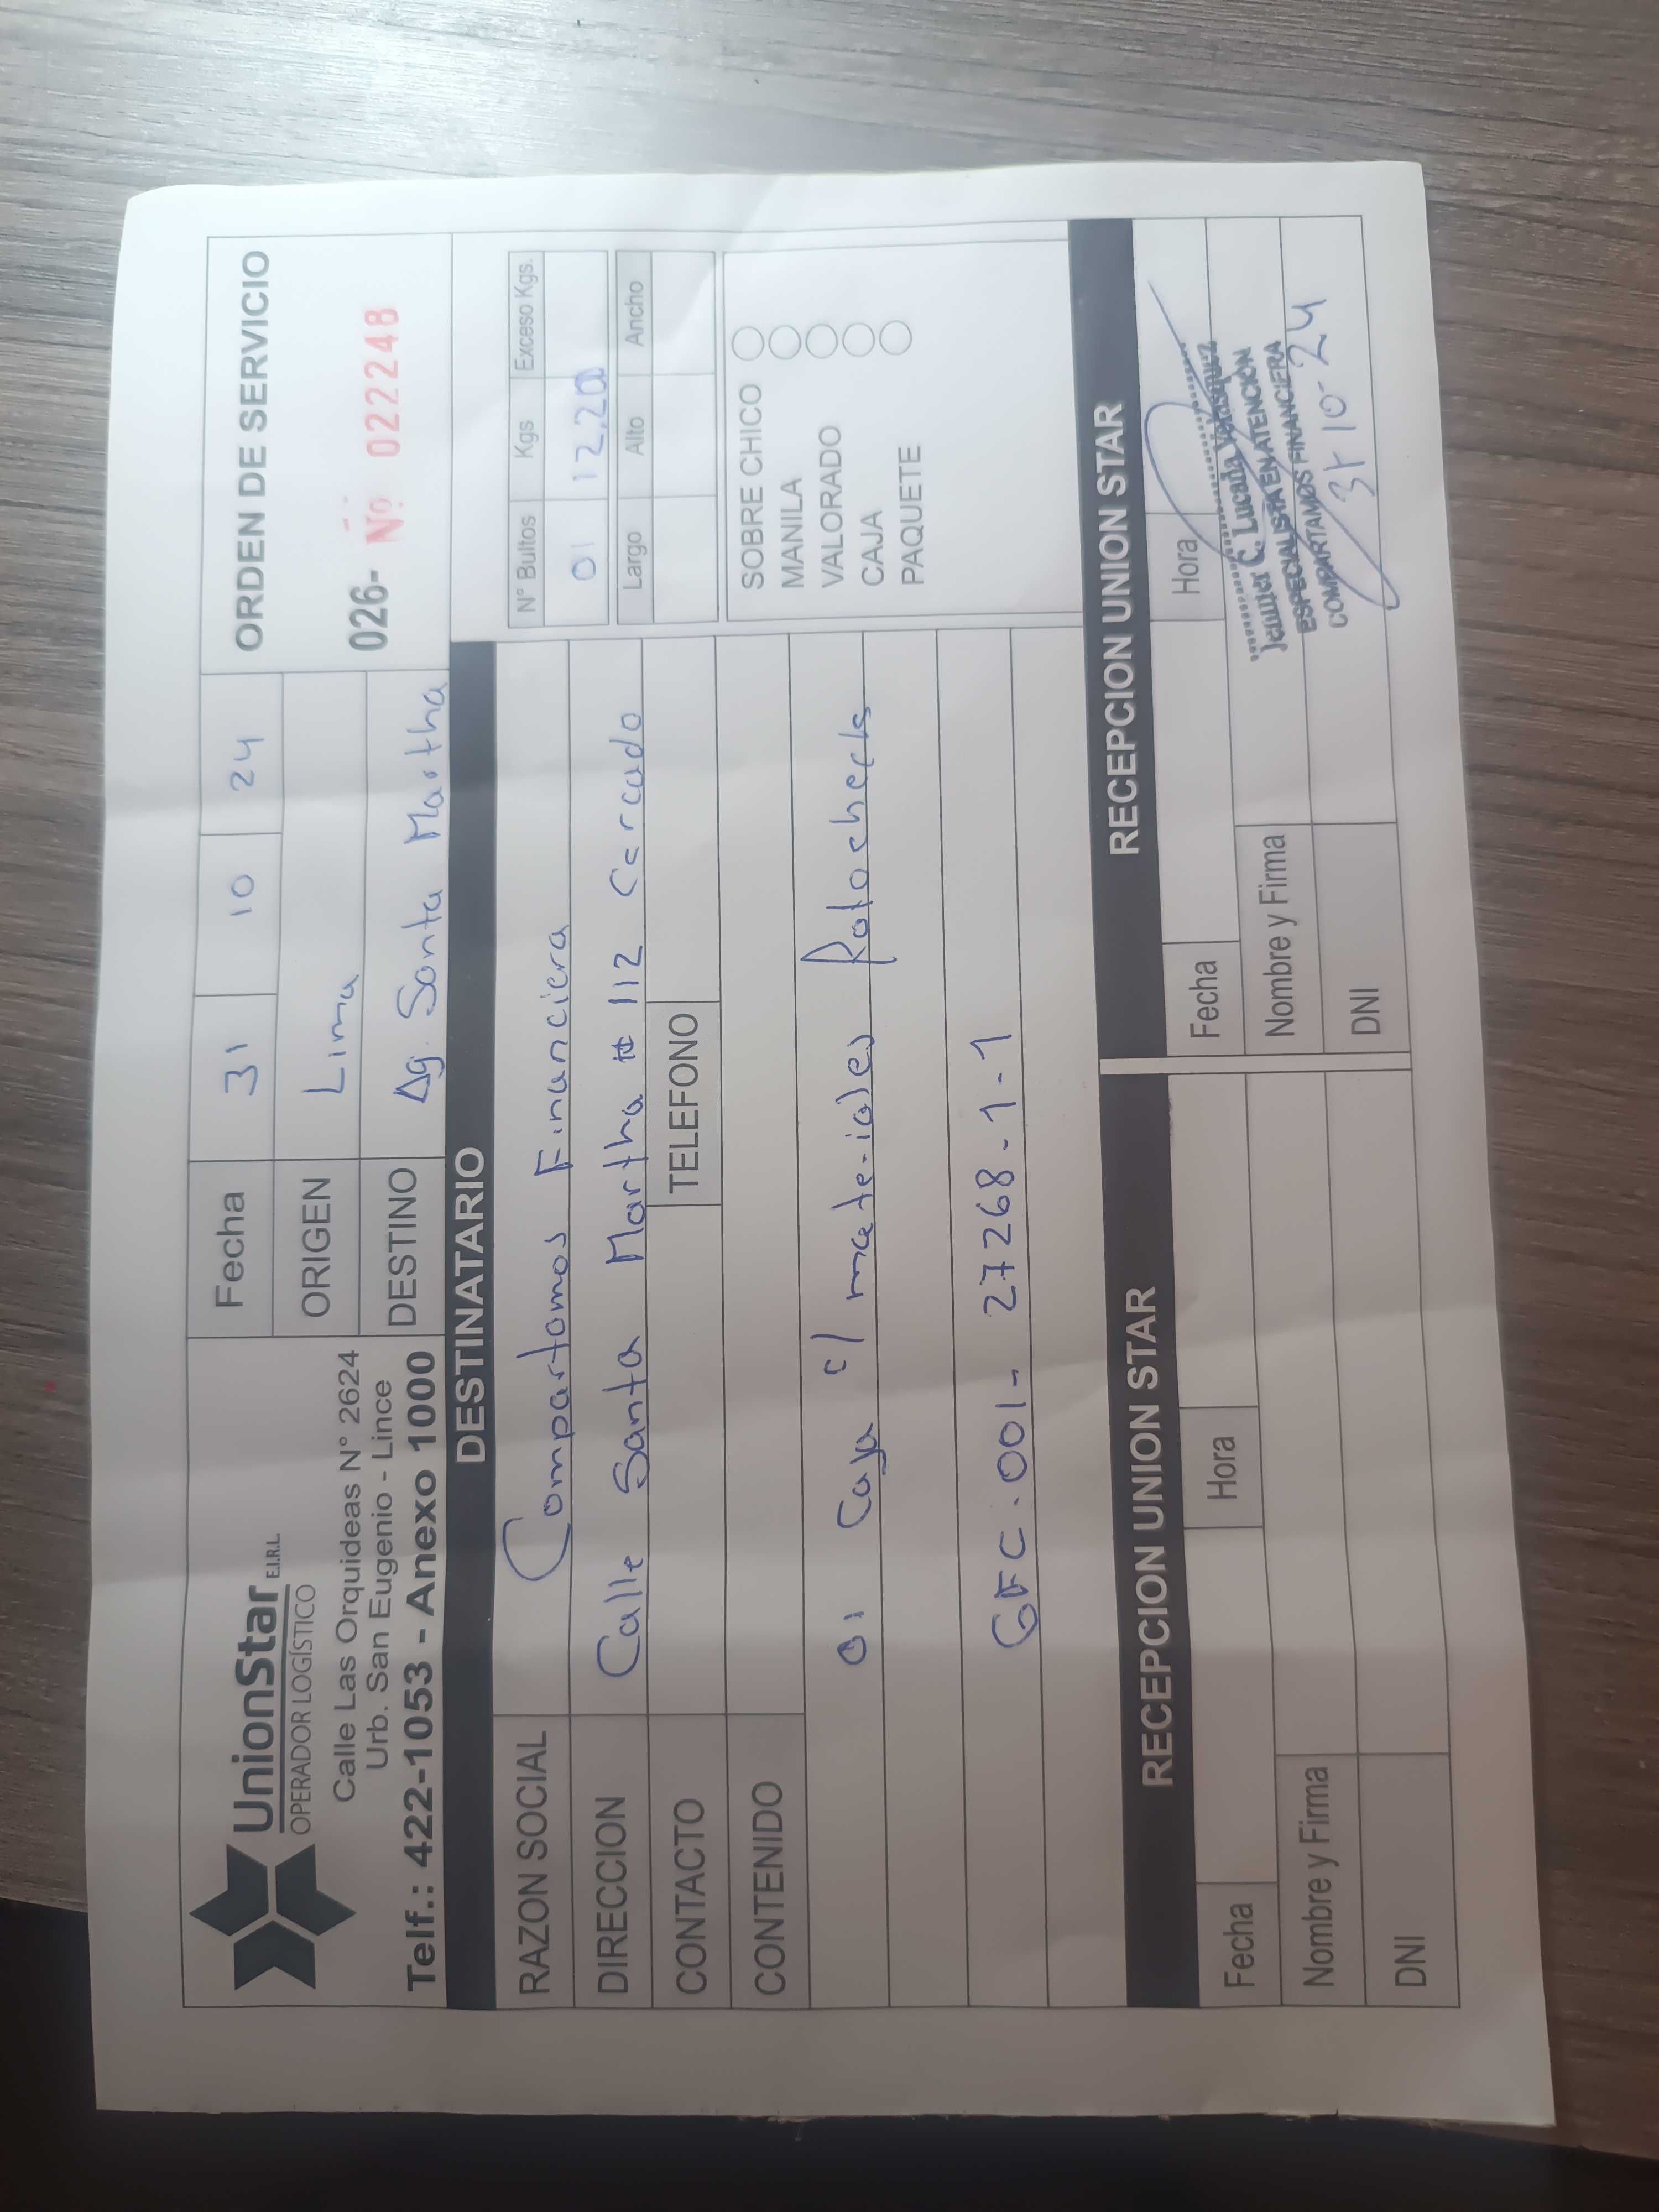 UnionStar E.I.R.L.
OPERADOR LOGÍSTICO
Calle Las Orquideas N° 2624
Urb. San Eugenio - Lince
Telf.: 422-1053 - Anexo 1000
Fecha 31 10 24
ORIGEN Lima
DESTINO Ag. Santa Martha
ORDEN DE SERVICIO
026- Nº 022248
DESTINATARIO
RAZON SOCIAL Compartamos Financiera
DIRECCION Calle Santa Martha # 112 Cercado
CONTACTO TELEFONO
CONTENIDO
01 Caja c/ materiales Fotochecks
GFC.001- 27268-1-1
N° Bultos Kgs Exceso Kgs.
01 12.20
Largo Alto Ancho
SOBRE CHICO
MANILA
VALORADO
CAJA
PAQUETE
RECEPCION UNION STAR
Fecha Hora
Nombre y Firma
DNI
RECEPCION UNION STAR
Fecha Hora
Nombre y Firma
DNI
C. Lucada
ESPECIALISTA EN ATENCIÓN
COMPARTAMOS FINANCIERA
31-10-24